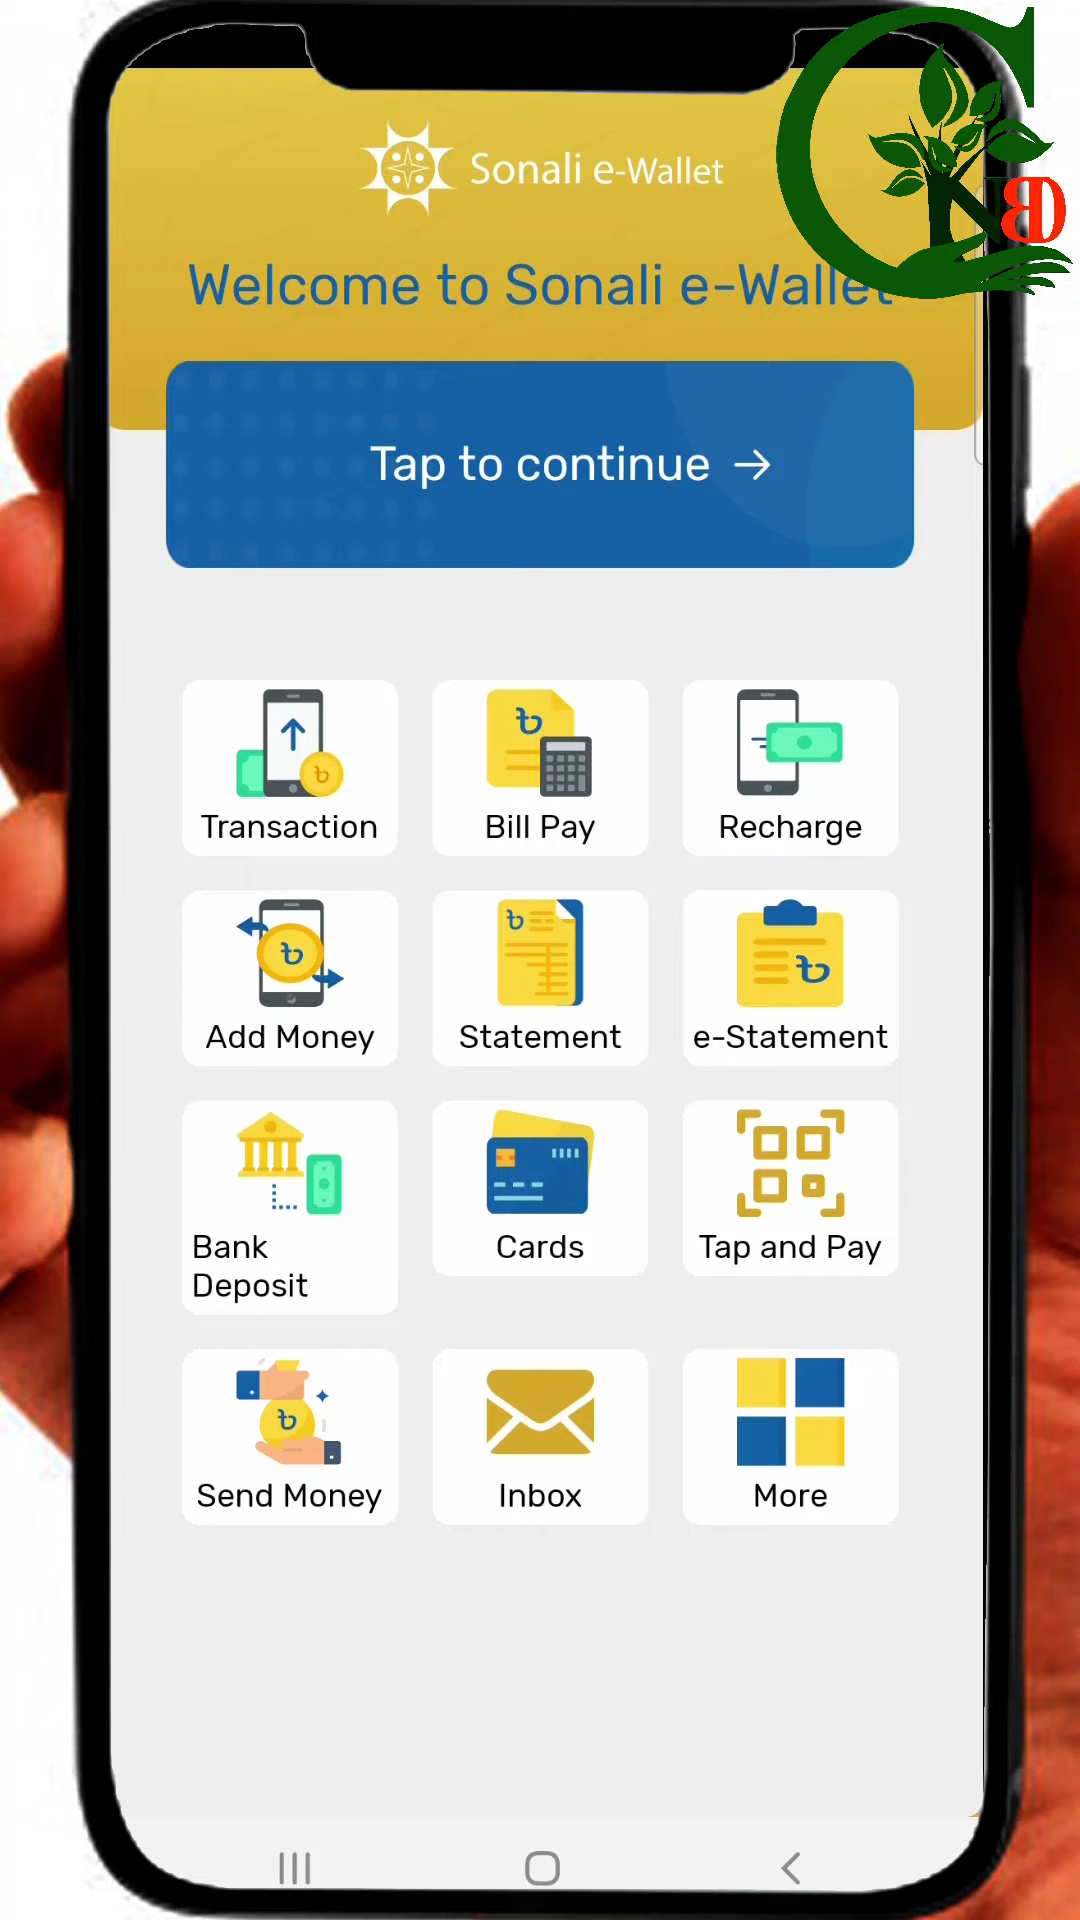 Sonali e-Wallet
Welcome to Sonali e-Wallet
Tap to continue →
Transaction
Bill Pay
Recharge
Add Money
Statement
e-Statement
Bank
Deposit
Cards
Tap and Pay
Send Money
Inbox
More
CNBD